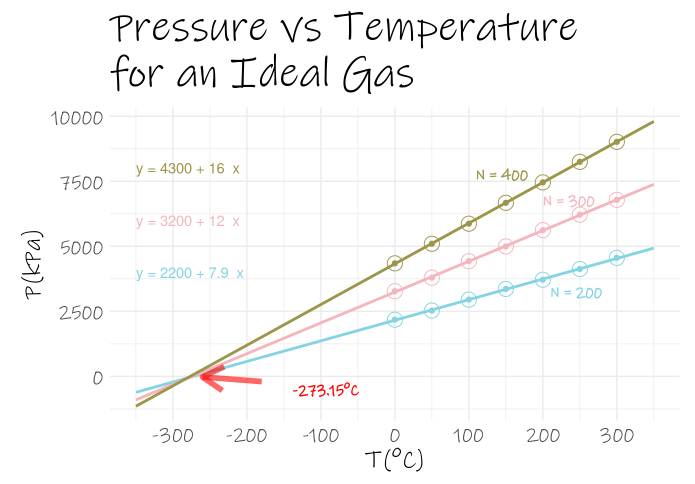 Pressure vs Temperature
for an Ideal Gas
10000
7500
5000
2500
0
P(kPa)
y = 4300 + 16 x
y = 3200 + 12 x
y = 2200 + 7.9 x
N = 400
N = 300
N = 200
-273.15°C
-300 -200 -100 0 100 200 300
T(°C)